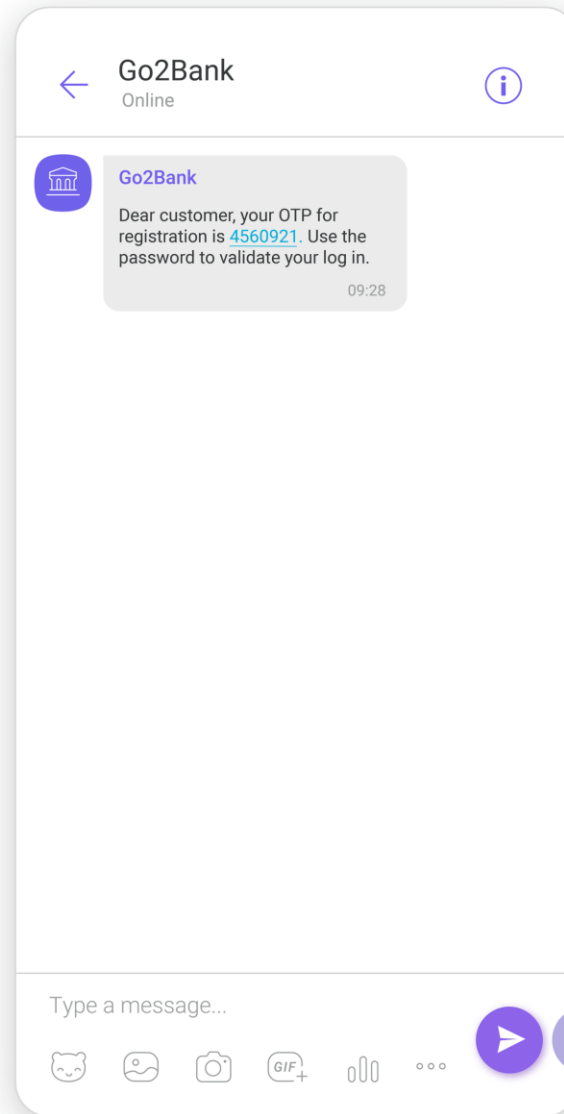 Go2Bank
Online
Go2Bank
Dear customer, your OTP for
registration is 4560921. Use the
password to validate your log in.
09:28
Type a message...
GIF